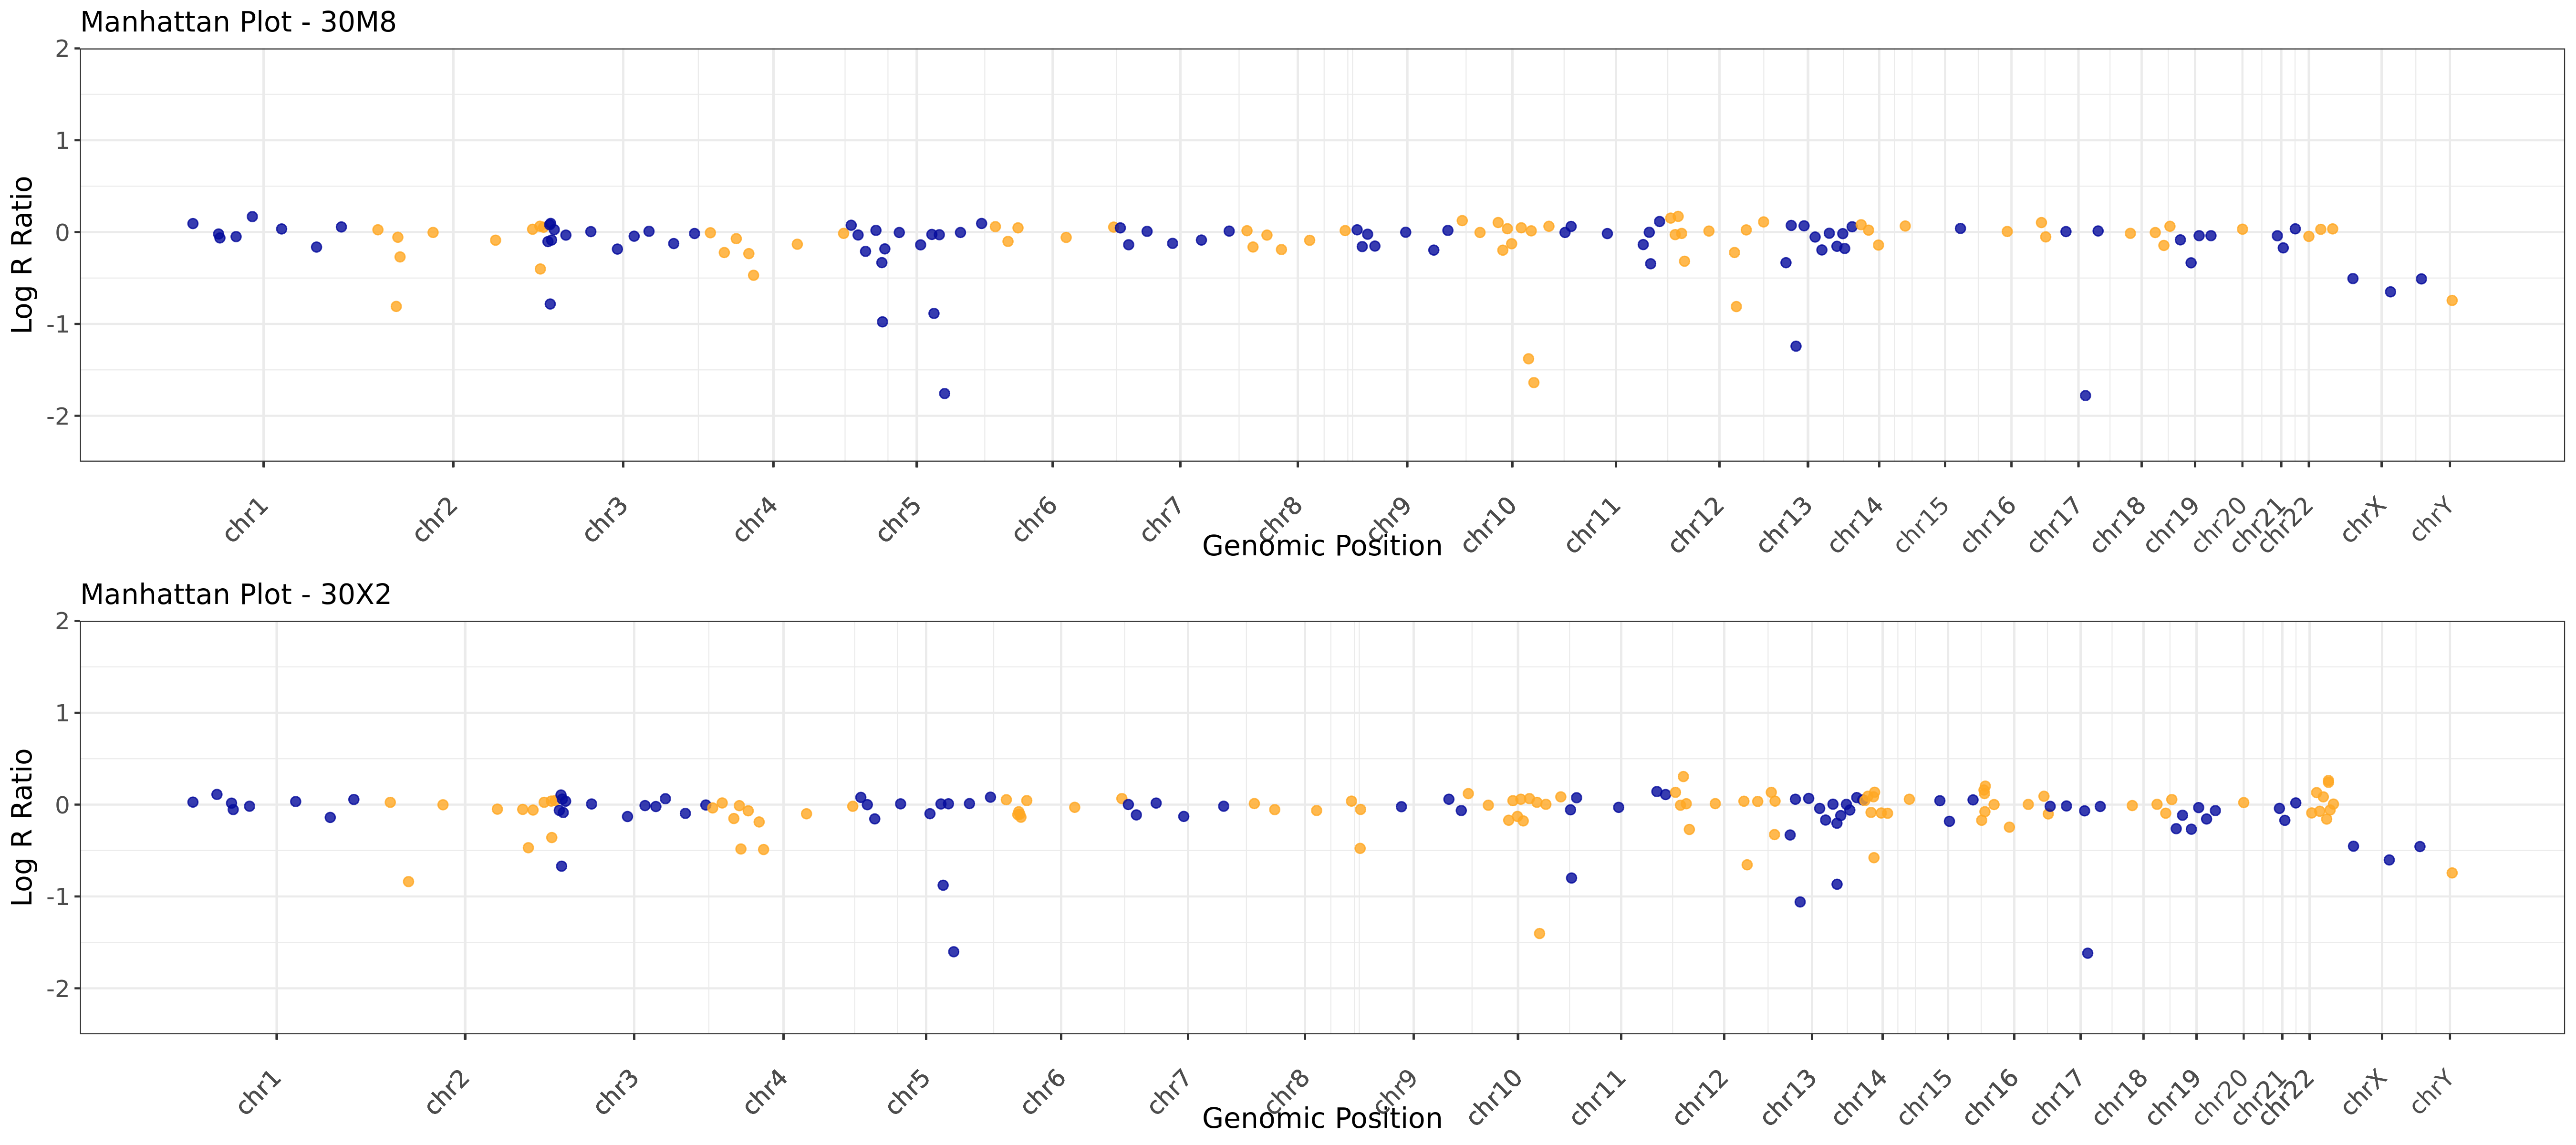 Manhattan Plot - 30M8
2
1
0
-1
-2
Log R Ratio
chr1 chr2 chr3 chr4 chr5 chr6 chr7 chr8 chr9 chr10 chr11 chr12 chr13 chr14 chr15 chr16 chr17 chr18 chr19 chr20 chr21 chr22 chrX chrY
Genomic Position
Manhattan Plot - 30X2
2
1
0
-1
-2
Log R Ratio
chr1 chr2 chr3 chr4 chr5 chr6 chr7 chr8 chr9 chr10 chr11 chr12 chr13 chr14 chr15 chr16 chr17 chr18 chr19 chr20 chr21 chr22 chrX chrY
Genomic Position